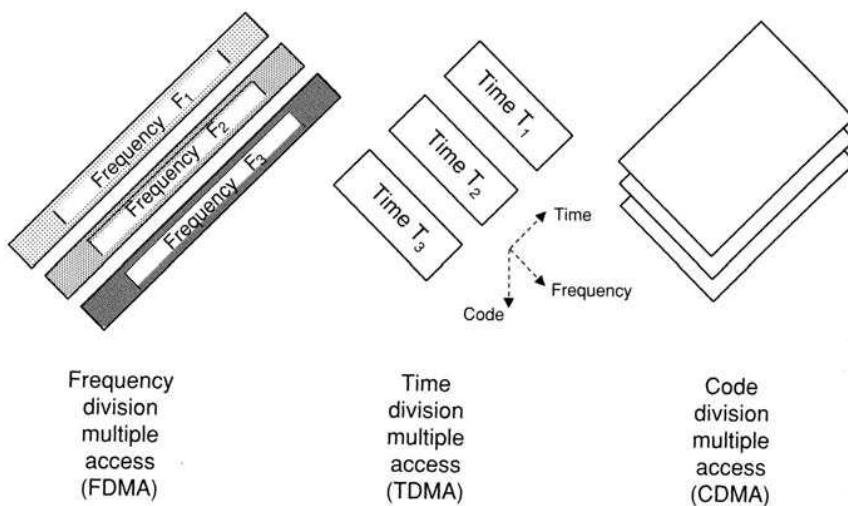 Frequency F₁
Frequency F₂
Frequency F₃
Time T₁
Time T₂
Time T₃
Time
Frequency
Code
Frequency
division
multiple
access
(FDMA)
Time
division
multiple
access
(TDMA)
Code
division
multiple
access
(CDMA)